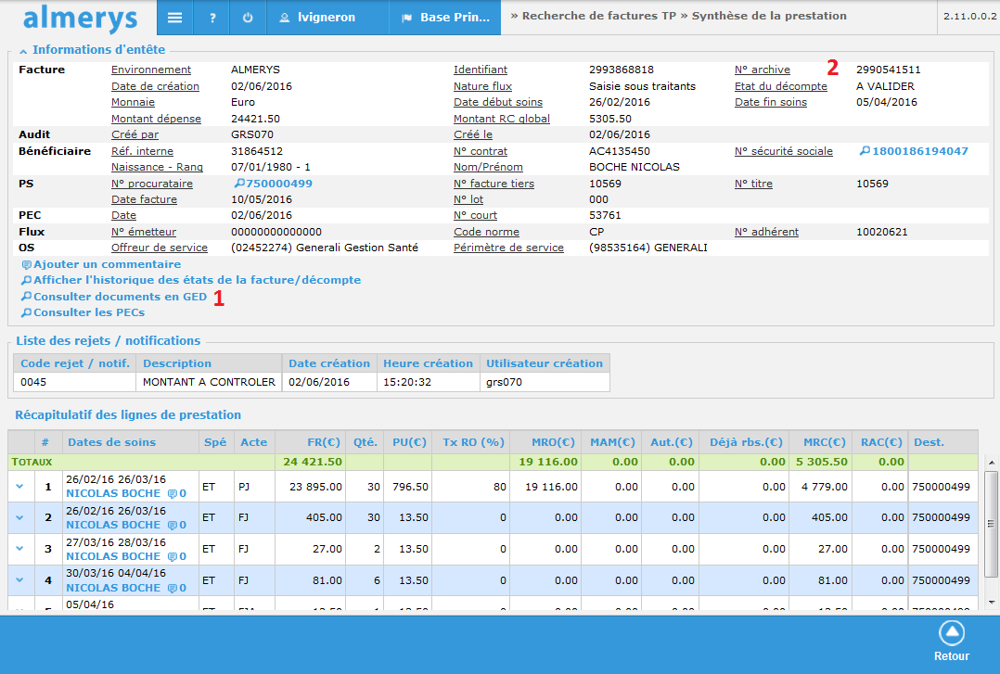 almerys ? lvigneron Base Prin... » Recherche de factures TP » Synthèse de la prestation 2.11.0.0.2
Informations d'entête
Facture Environnement ALMERYS Identifiant 2993868818 N° archive 2 2990541511
Date de création 02/06/2016 Nature flux Saisie sous traitants Etat du décompte A VALIDER
Monnaie Euro Date début soins 26/02/2016 Date fin soins 05/04/2016
Montant dépense 24421.50 Montant RC global 5305.50
Audit Créé par GRS070 Créé le 02/06/2016
Bénéficiaire Réf. interne 31864512 N° contrat AC4135450 N° sécurité sociale 1800186194047
Naissance - Rang 07/01/1980 - 1 Nom/Prénom BOCHE NICOLAS
PS N° procurataire 750000499 N° facture tiers 10569 N° titre 10569
Date facture 10/05/2016 N° lot 000
PEC Date 02/06/2016 N° court 53761
Flux N° émetteur 00000000000000 Code norme CP N° adhérent 10020621
OS Offreur de service (02452274) Generali Gestion Santé Périmètre de service (98535164) GENERALI
Ajouter un commentaire
Afficher l'historique des états de la facture/décompte
Consulter documents en GED 1
Consulter les PECs
Liste des rejets / notifications
Code rejet / notif. Description Date création Heure création Utilisateur création
0045 MONTANT A CONTROLER 02/06/2016 15:20:32 grs070
Récapitulatif des lignes de prestation
# Dates de soins Spé Acte FR(€) Qté. PU(€) Tx RO (%) MRO(€) MAM(€) Aut.(€) Déjà rbs.(€) MRC(€) RAC(€) Dest.
TOTAUX 24 421.50 19 116.00 0.00 0.00 0.00 5 305.50 0.00
1 26/02/16 26/03/16 NICOLAS BOCHE 0 ET PJ 23 895.00 30 796.50 80 19 116.00 0.00 0.00 0.00 4 779.00 0.00 750000499
2 26/02/16 26/03/16 NICOLAS BOCHE 0 ET FJ 405.00 30 13.50 0 0.00 0.00 0.00 0.00 405.00 0.00 750000499
3 27/03/16 28/03/16 NICOLAS BOCHE 0 ET FJ 27.00 2 13.50 0 0.00 0.00 0.00 0.00 27.00 0.00 750000499
4 30/03/16 04/04/16 NICOLAS BOCHE 0 ET FJ 81.00 6 13.50 0 0.00 0.00 0.00 0.00 81.00 0.00 750000499
05/04/16
Retour